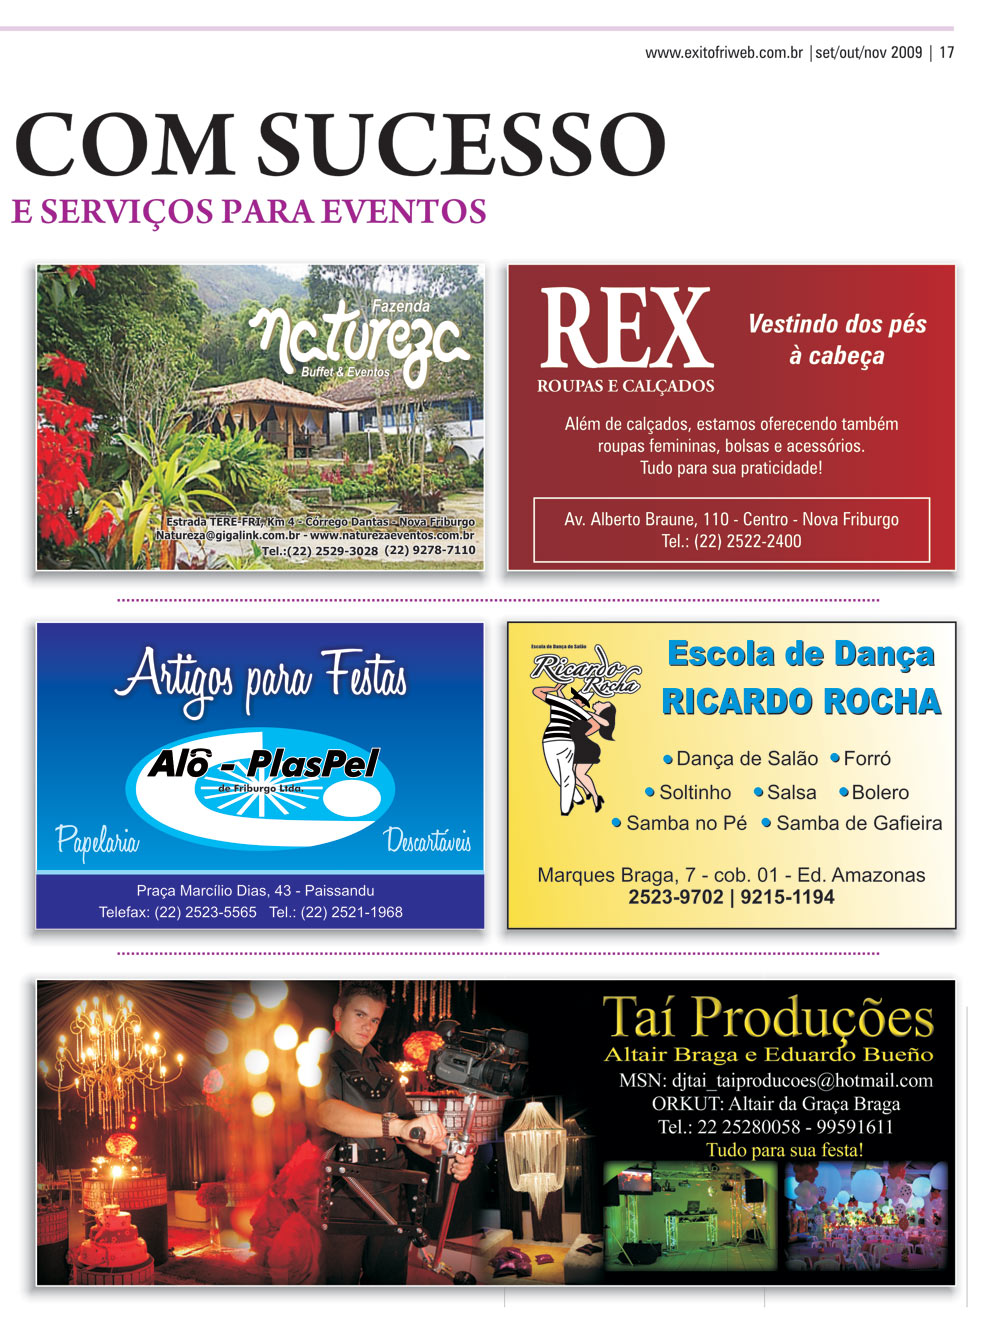 www.exitofriweb.com.br | set/out/nov 2009 | 17
COM SUCESSO
E SERVIÇOS PARA EVENTOS
Fazenda
natureza
Buffet & Eventos
Estrada TERE-FRI, Km 4 - Córrego Dantas - Nova Friburgo
Natureza@gigalink.com.br - www.naturezaeventos.com.br
Tel.:(22) 2529-3028 (22) 9278-7110
REX
ROUPAS E CALÇADOS
Vestindo dos pés
à cabeça
Além de calçados, estamos oferecendo também
roupas femininas, bolsas e acessórios.
Tudo para sua praticidade!
Av. Alberto Braune, 110 - Centro - Nova Friburgo
Tel.: (22) 2522-2400
Artigos para Festas
Alô - PlasPel
de Friburgo Ltda.
Papelaria
Descartáveis
Praça Marcílio Dias, 43 - Paissandu
Telefax: (22) 2523-5565 Tel.: (22) 2521-1968
Escola de Dança de Salão
Ricardo
Rocha
Escola de Dança
RICARDO ROCHA
• Dança de Salão • Forró
• Soltinho • Salsa • Bolero
• Samba no Pé • Samba de Gafieira
Marques Braga, 7 - cob. 01 - Ed. Amazonas
2523-9702 | 9215-1194
Taí Produções
Altair Braga e Eduardo Bueño
MSN: djtai_taiproducoes@hotmail.com
ORKUT: Altair da Graça Braga
Tel.: 22 25280058 - 99591611
Tudo para sua festa!